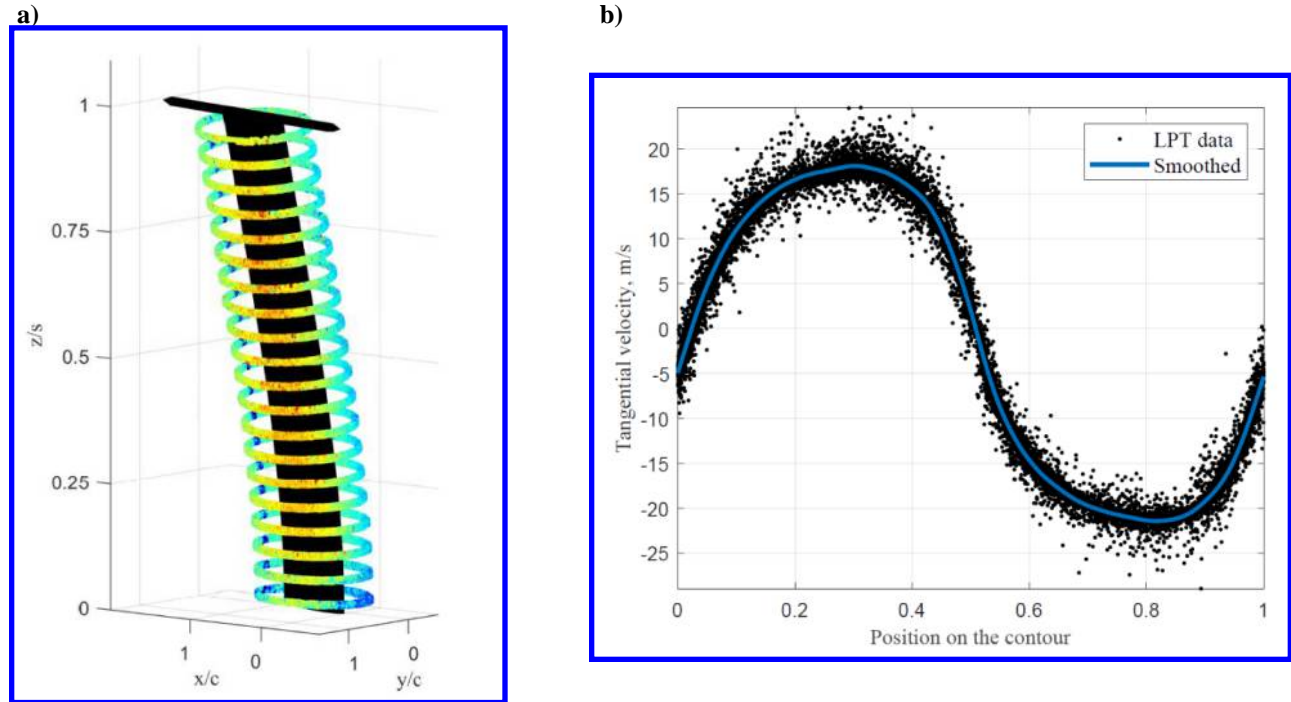 a)
b)
1
0.75
0.5
0.25
0
z/s
1
0
x/c
1
0
y/c
20
15
10
5
0
-5
-10
-15
-20
-25
Tangential velocity, m/s
LPT data
Smoothed
0
0.2
0.4
0.6
0.8
1
Position on the contour